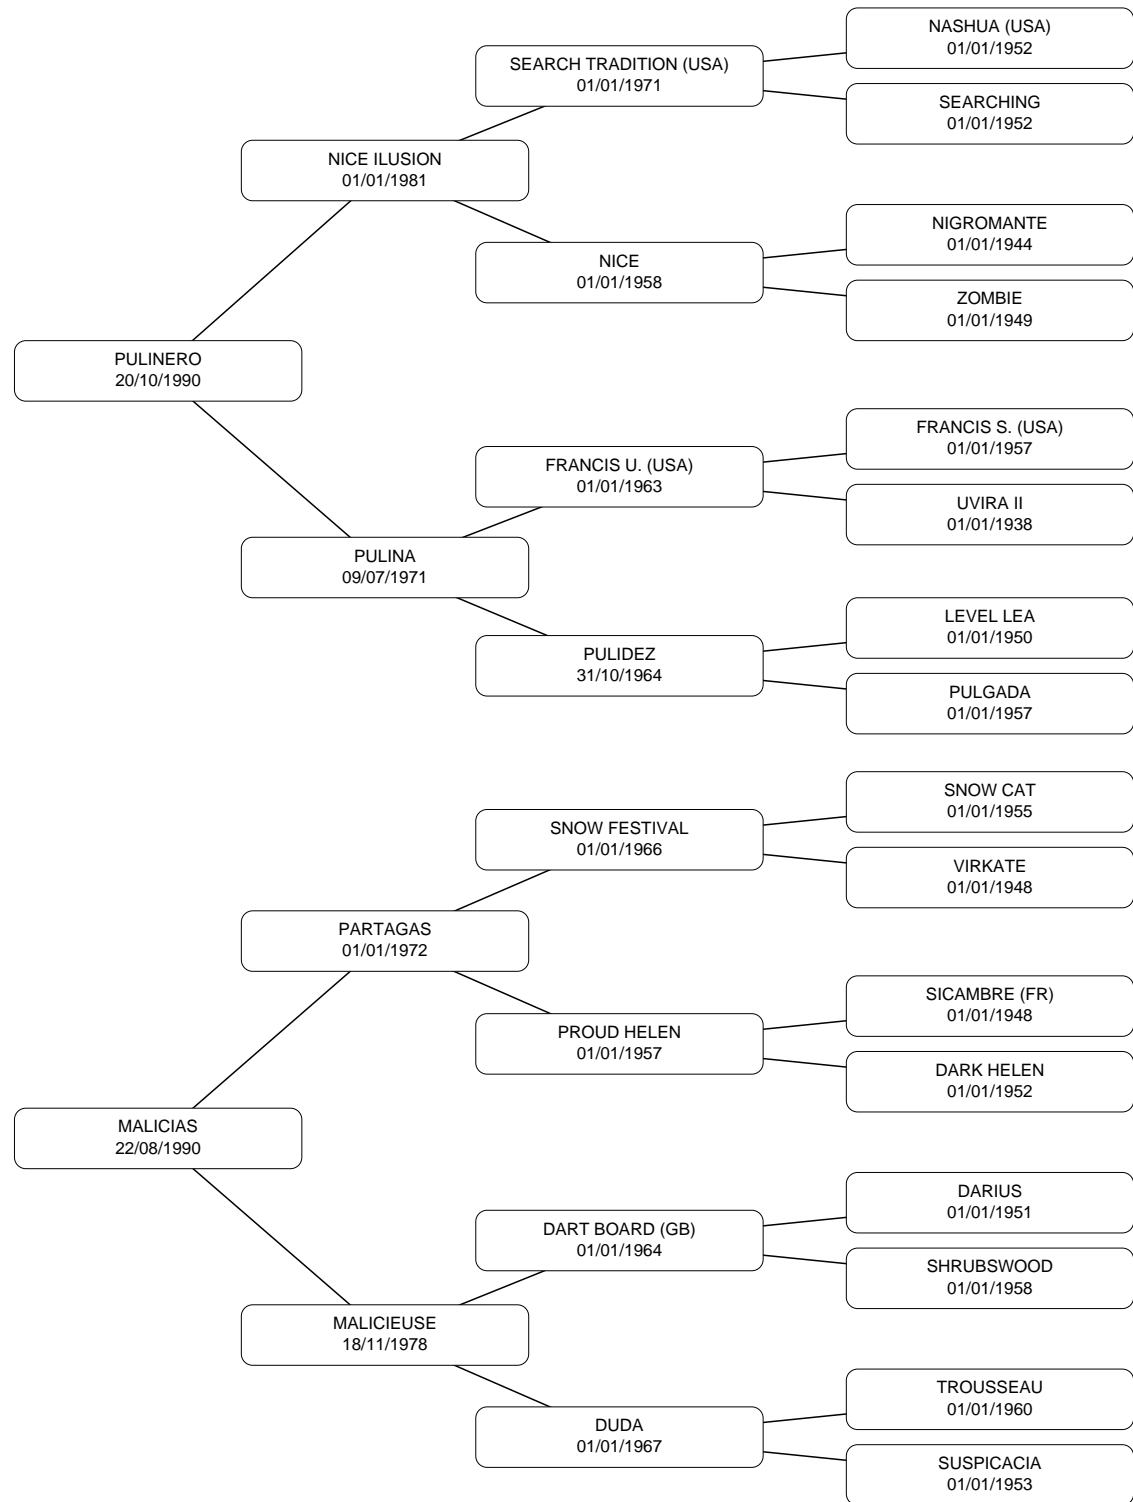 NASHUA (USA)
01/01/1952
SEARCH TRADITION (USA)
01/01/1971
SEARCHING
01/01/1952
NICE ILUSION
01/01/1981
NIGROMANTE
01/01/1944
NICE
01/01/1958
ZOMBIE
01/01/1949
PULINERO
20/10/1990
FRANCIS S. (USA)
01/01/1957
FRANCIS U. (USA)
01/01/1963
UVIRA II
01/01/1938
PULINA
09/07/1971
LEVEL LEA
01/01/1950
PULIDEZ
31/10/1964
PULGADA
01/01/1957
SNOW CAT
01/01/1955
SNOW FESTIVAL
01/01/1966
VIRKATE
01/01/1948
PARTAGAS
01/01/1972
SICAMBRE (FR)
01/01/1948
PROUD HELEN
01/01/1957
DARK HELEN
01/01/1952
MALICIAS
22/08/1990
DARIUS
01/01/1951
DART BOARD (GB)
01/01/1964
SHRUBSWOOD
01/01/1958
MALICIEUSE
18/11/1978
TROUSSEAU
01/01/1960
DUDA
01/01/1967
SUSPICACIA
01/01/1953